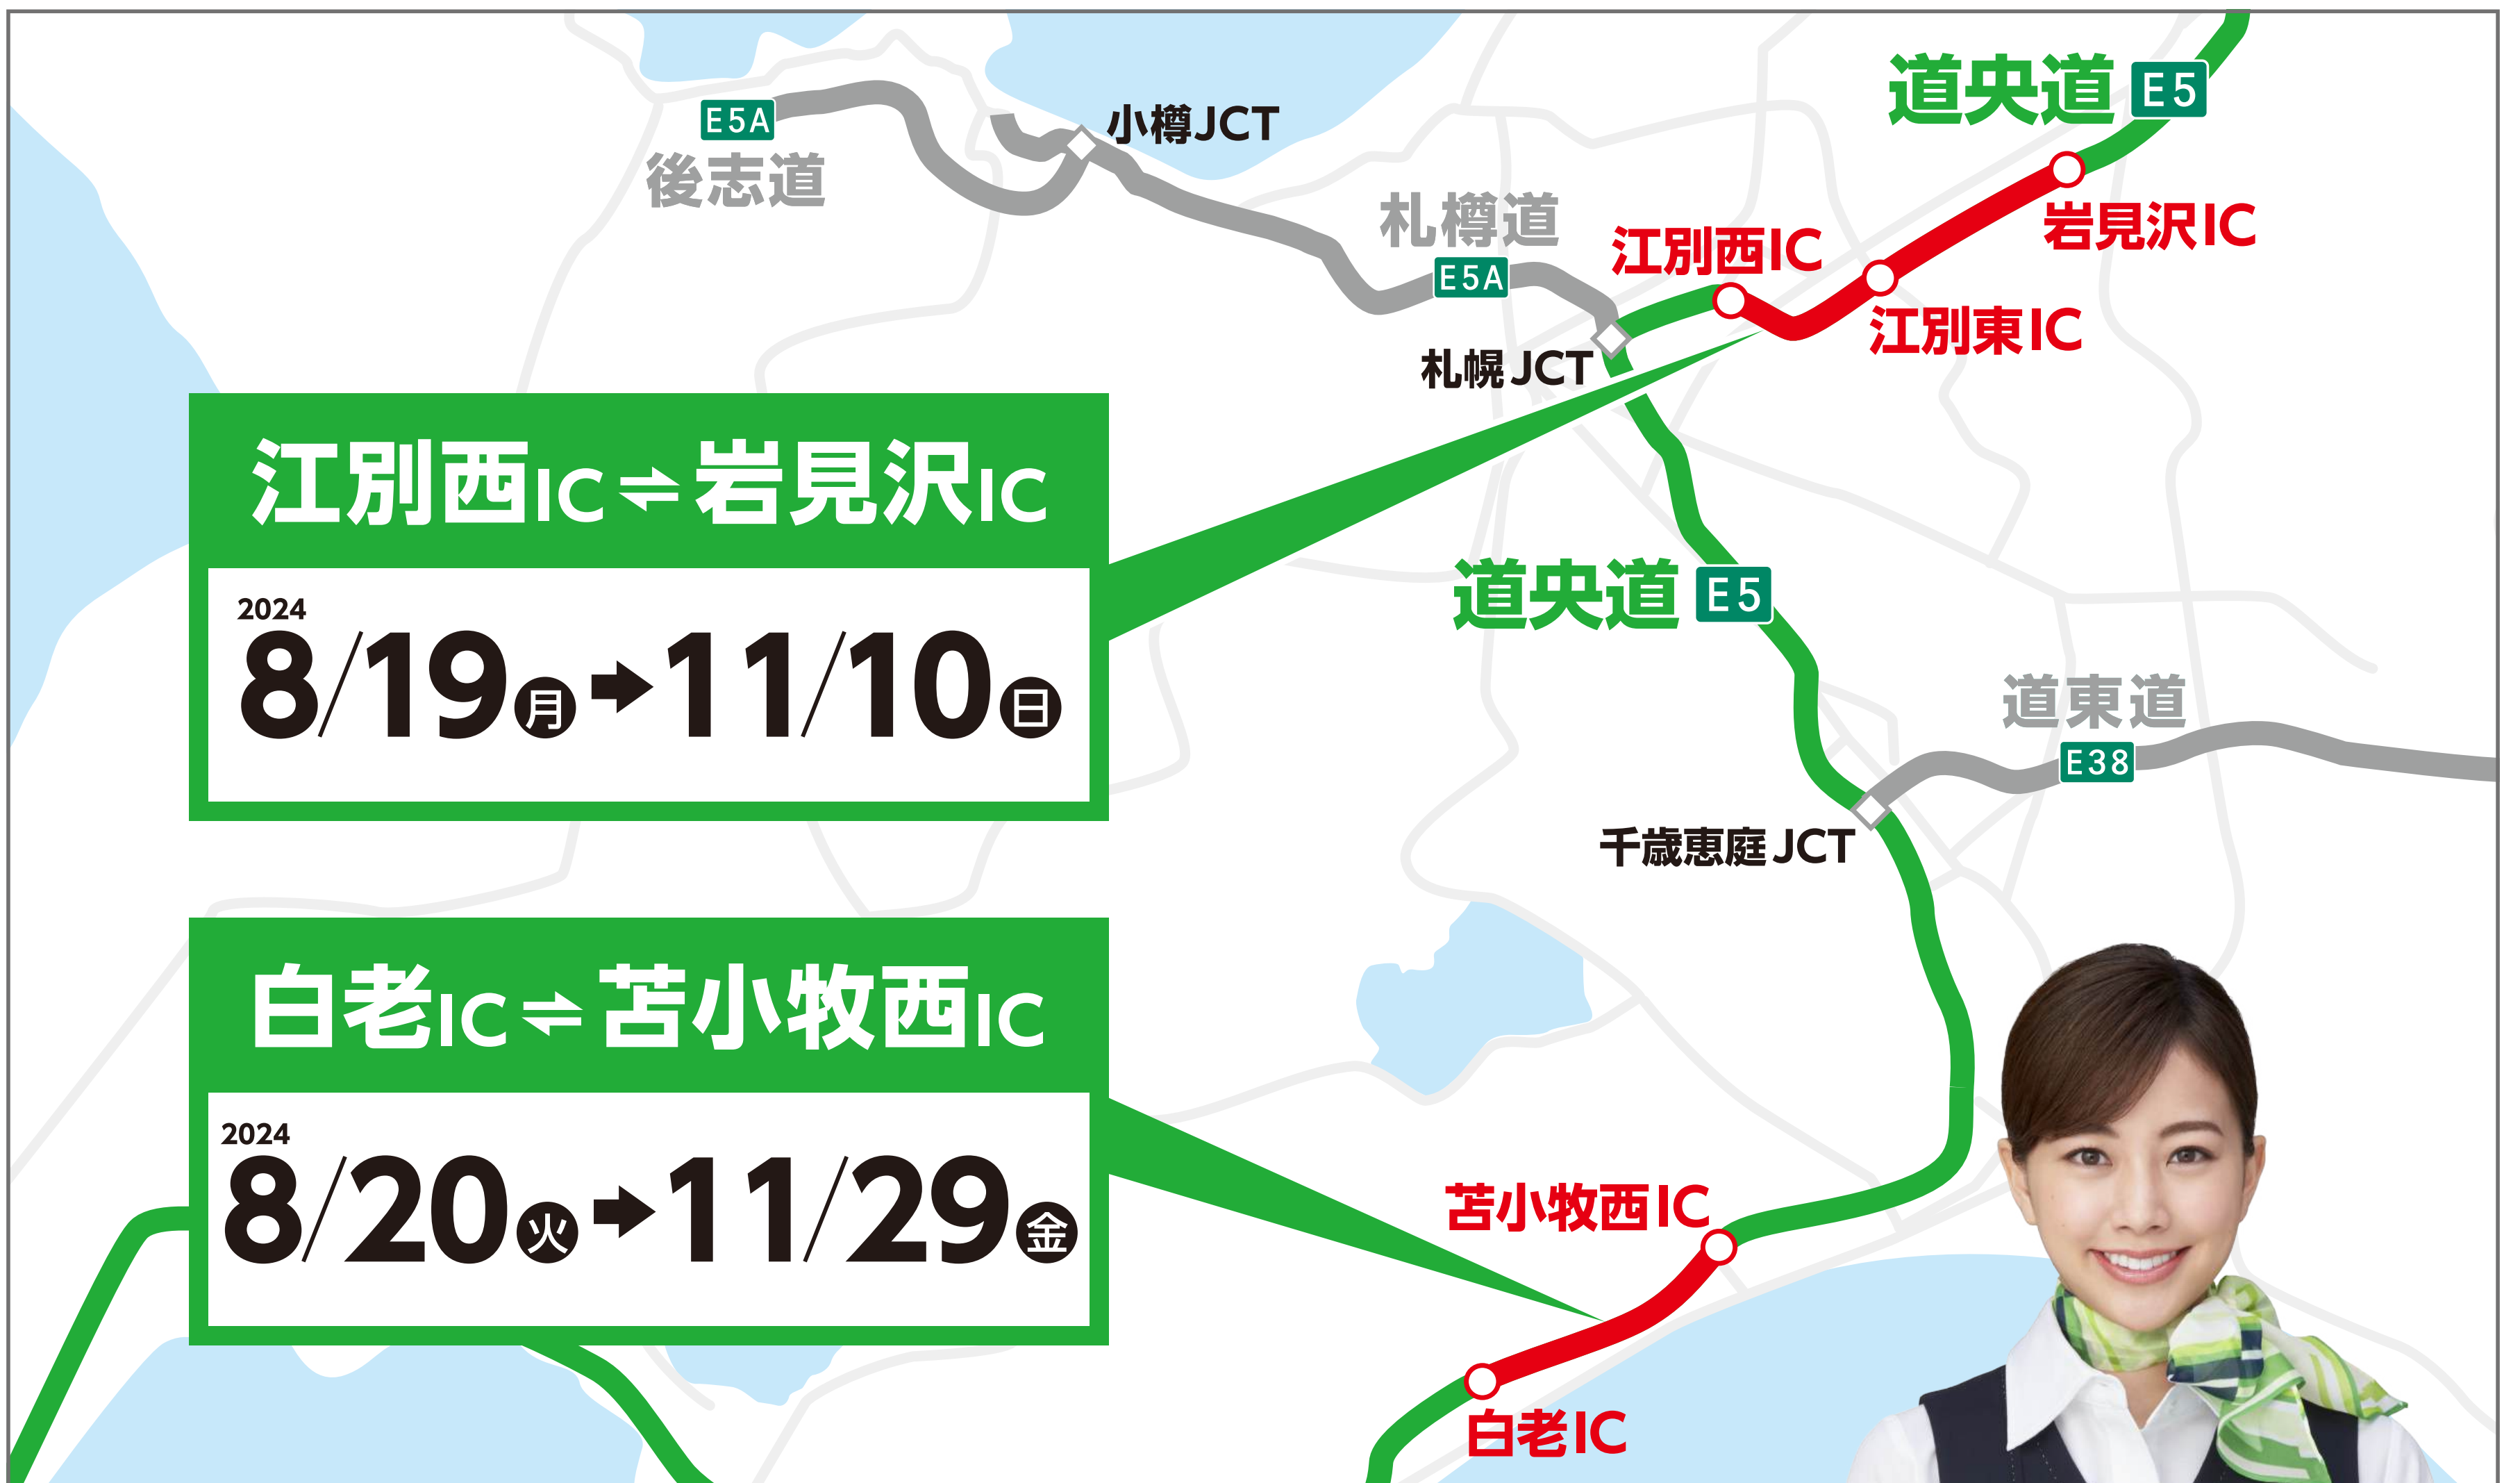 道央道 E5
E5A
後志道
小樽JCT
札樽道
E5A
江別西IC
岩見沢IC
江別東IC
札幌JCT
江別西IC⇌岩見沢IC
2024
8/19月➡11/10日
道央道 E5
道東道
E38
千歳恵庭JCT
白老IC⇌苫小牧西IC
2024
8/20火➡11/29金
苫小牧西IC
白老IC